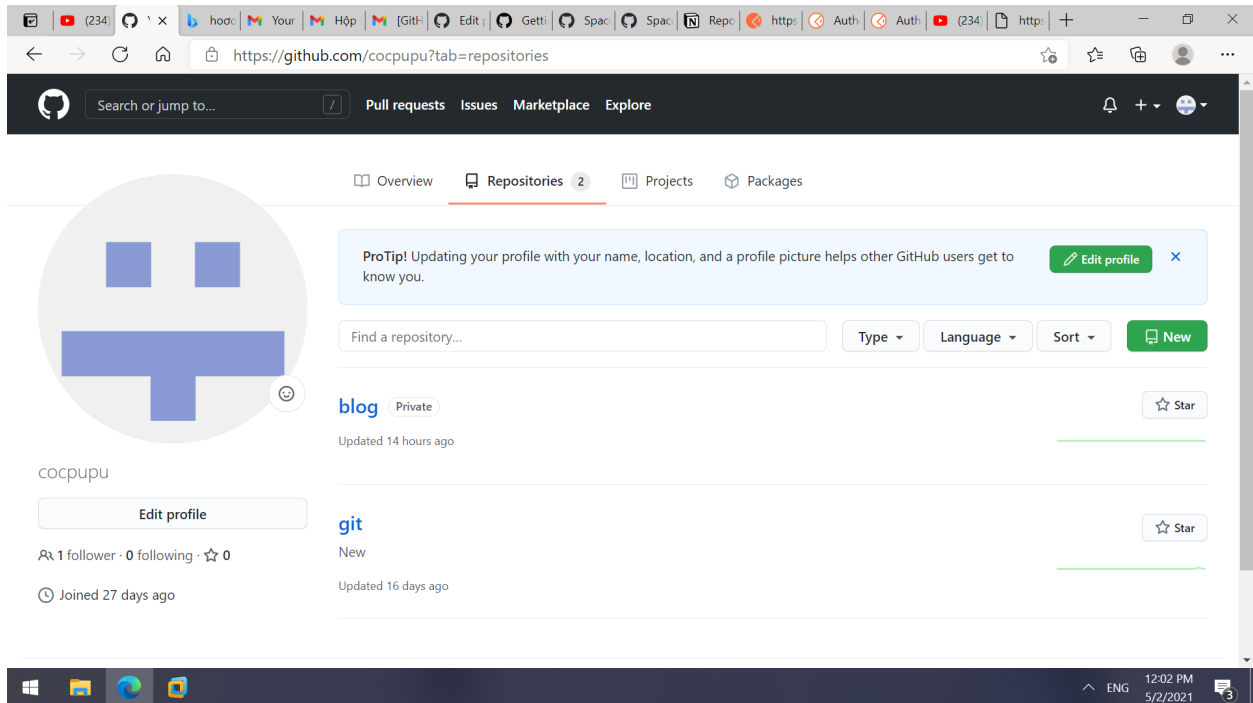 (234)
hooc
Your
Hộp
[GitH
Edit p
Getti
Spac
Spac
Repo
https
Auth
Auth
(234)
https
https://github.com/cocpupu?tab=repositories
Search or jump to...
/
Pull requests Issues Marketplace Explore
Overview Repositories 2 Projects Packages
ProTip! Updating your profile with your name, location, and a profile picture helps other GitHub users get to
know you.
Edit profile
Find a repository...
Type Language Sort New
blog Private
Star
Updated 14 hours ago
cocpupu
Edit profile
1 follower · 0 following · 0
Joined 27 days ago
git
Star
New
Updated 16 days ago
ENG
12:02 PM
5/2/2021
3